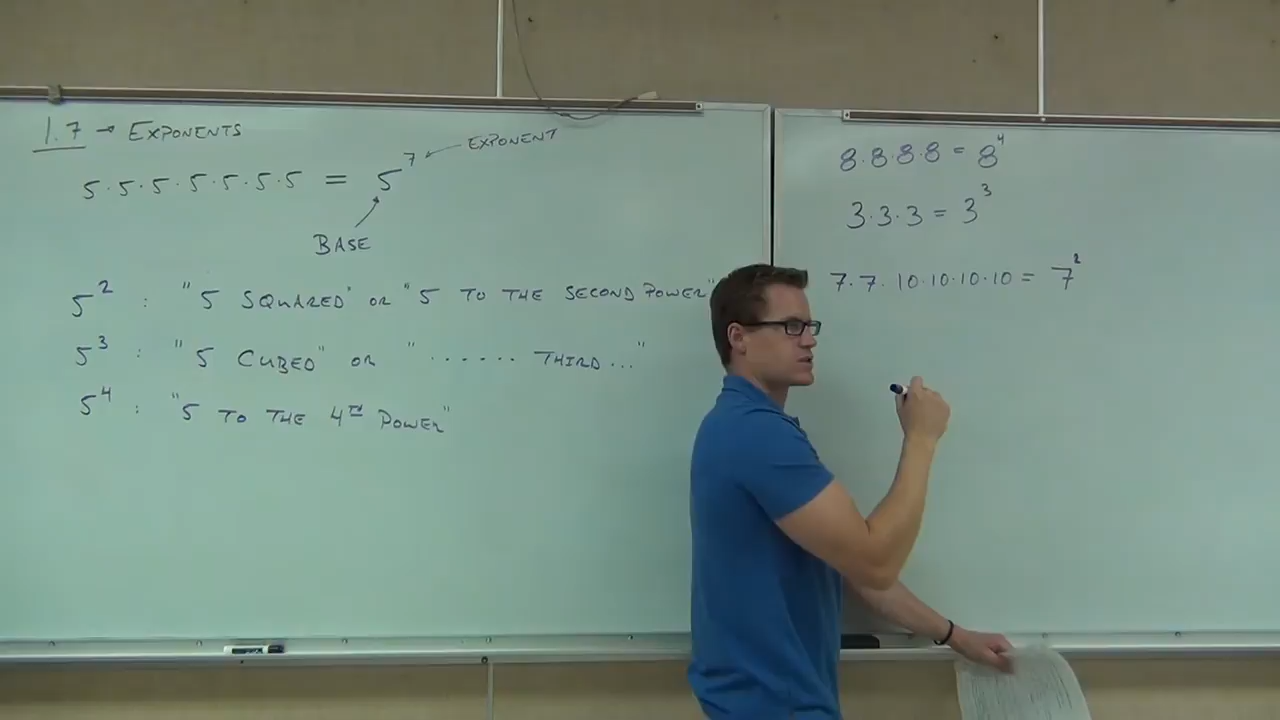 1.7 → EXPONENTS
5·5·5·5·5·5·5 = 5⁷ ← EXPONENT
BASE
5² : "5 SQUARED" OR "5 TO THE SECOND POWER"
5³ : "5 CUBED" OR "...... THIRD..."
5⁴ : "5 TO THE 4TH POWER"
8·8·8·8 = 8⁴
3·3·3 = 3³
7·7·10·10·10·10 = 7²